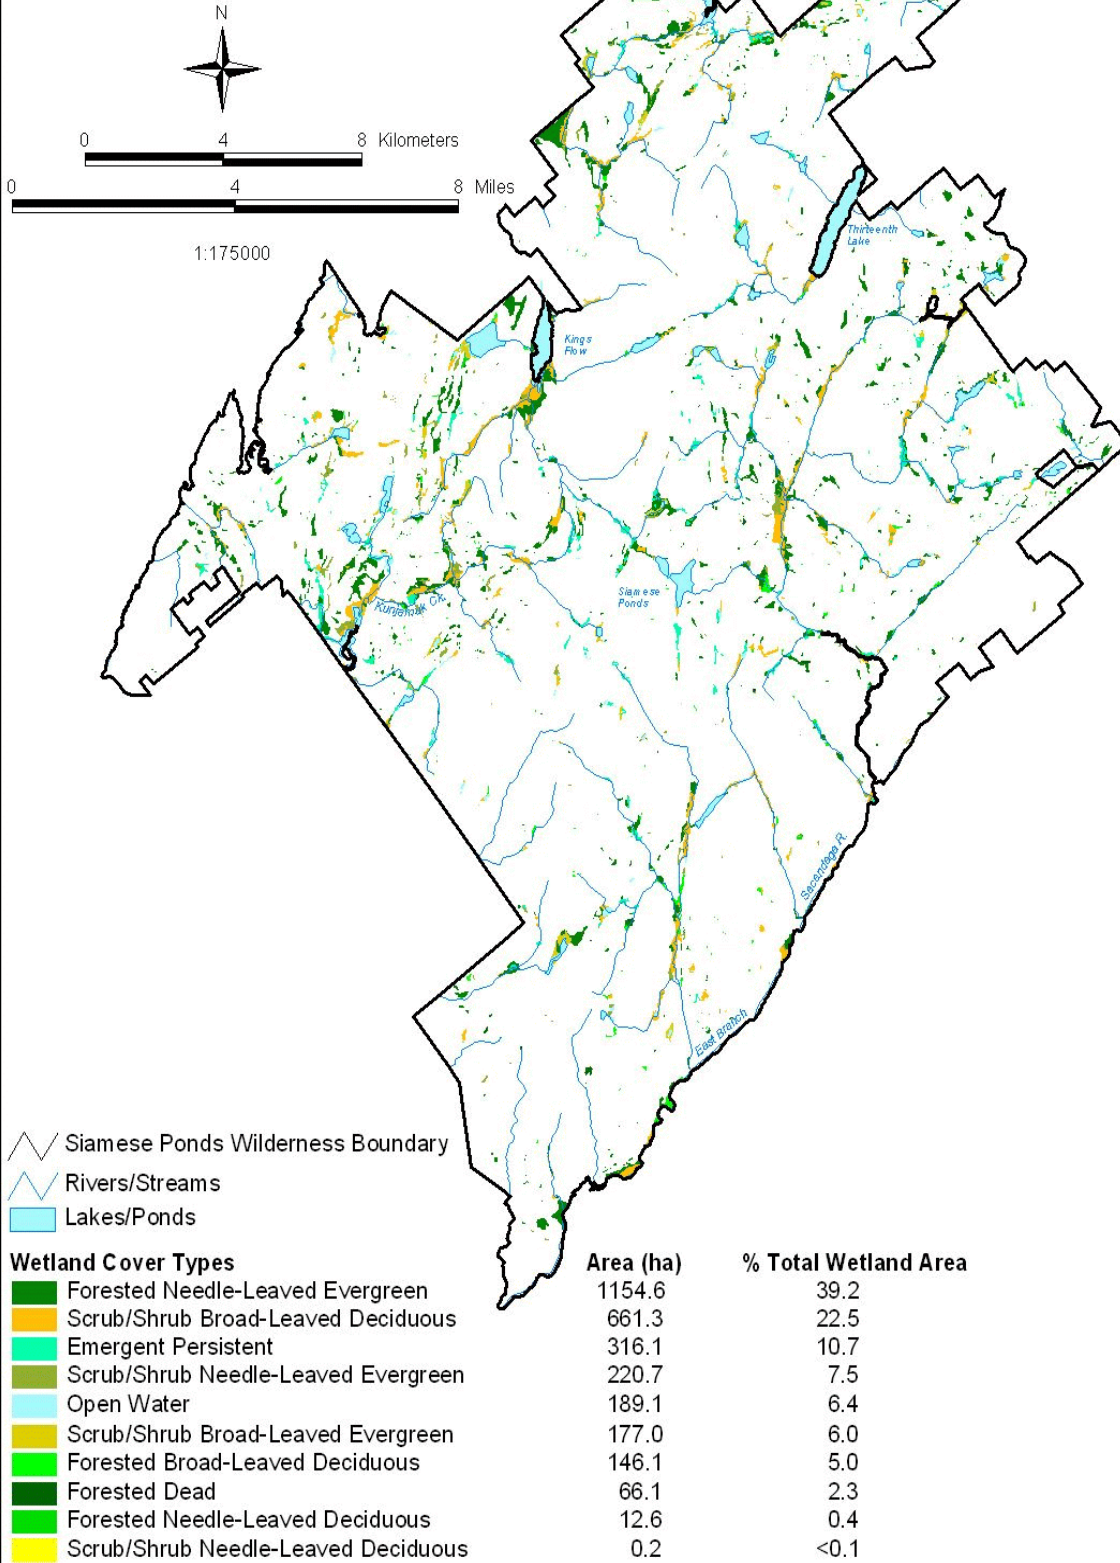 N
0 4 8 Kilometers
0 4 8 Miles
1:175000
Thirteenth
Lake
Kings
Flow
Siamese
Ponds
Kunjamuk Ck.
Sacandaga R.
East Branch
Siamese Ponds Wilderness Boundary
Rivers/Streams
Lakes/Ponds
Wetland Cover Types Area (ha) % Total Wetland Area
Forested Needle-Leaved Evergreen 1154.6 39.2
Scrub/Shrub Broad-Leaved Deciduous 661.3 22.5
Emergent Persistent 316.1 10.7
Scrub/Shrub Needle-Leaved Evergreen 220.7 7.5
Open Water 189.1 6.4
Scrub/Shrub Broad-Leaved Evergreen 177.0 6.0
Forested Broad-Leaved Deciduous 146.1 5.0
Forested Dead 66.1 2.3
Forested Needle-Leaved Deciduous 12.6 0.4
Scrub/Shrub Needle-Leaved Deciduous 0.2 <0.1